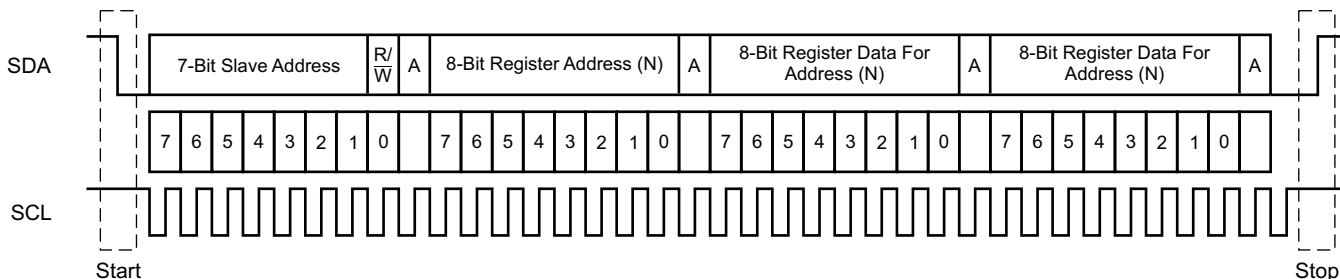 SDA
7-Bit Slave Address
R/
W
A
8-Bit Register Address (N)
A
8-Bit Register Data For
Address (N)
A
8-Bit Register Data For
Address (N)
A
7 6 5 4 3 2 1 0 7 6 5 4 3 2 1 0 7 6 5 4 3 2 1 0 7 6 5 4 3 2 1 0
SCL
Start
Stop